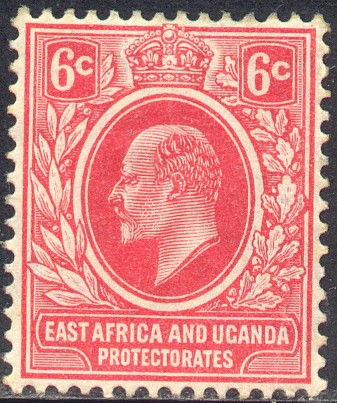 6c 6c
EAST AFRICA AND UGANDA
PROTECTORATES